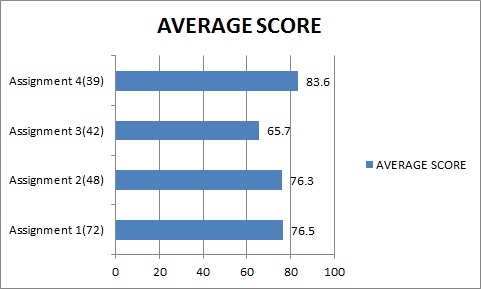 AVERAGE SCORE
Assignment 4(39)
83.6
Assignment 3(42)
65.7
Assignment 2(48)
76.3
Assignment 1(72)
76.5
AVERAGE SCORE
0 20 40 60 80 100